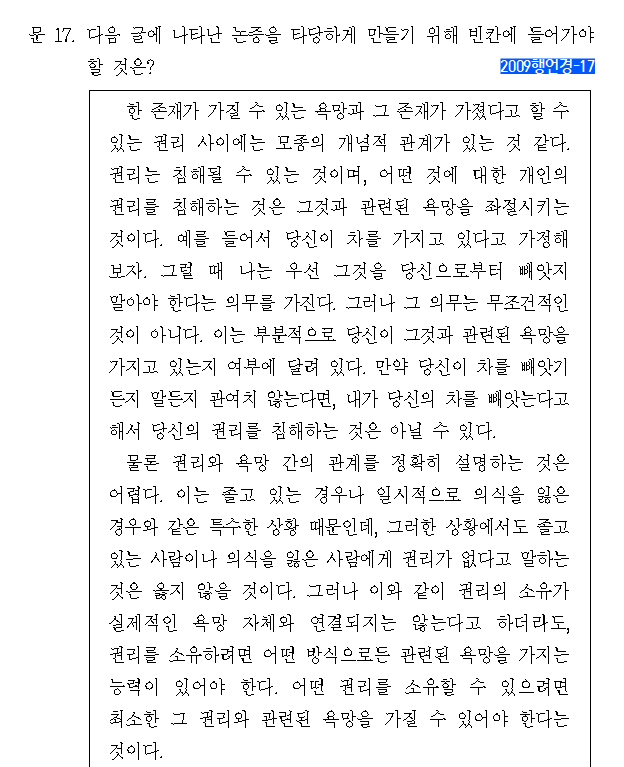 문 17. 다음 글에 나타난 논증을 타당하게 만들기 위해 빈칸에 들어가야
할 것은?
2009행언경-17
한 존재가 가질 수 있는 욕망과 그 존재가 가졌다고 할 수
있는 권리 사이에는 모종의 개념적 관계가 있는 것 같다.
권리는 침해될 수 있는 것이며, 어떤 것에 대한 개인의
권리를 침해하는 것은 그것과 관련된 욕망을 좌절시키는
것이다. 예를 들어서 당신이 차를 가지고 있다고 가정해
보자. 그럴 때 나는 우선 그것을 당신으로부터 빼앗지
말아야 한다는 의무를 가진다. 그러나 그 의무는 무조건적인
것이 아니다. 이는 부분적으로 당신이 그것과 관련된 욕망을
가지고 있는지 여부에 달려 있다. 만약 당신이 차를 빼앗기
든지 말든지 관여치 않는다면, 내가 당신의 차를 빼앗는다고
해서 당신의 권리를 침해하는 것은 아닐 수 있다.
물론 권리와 욕망 간의 관계를 정확히 설명하는 것은
어렵다. 이는 졸고 있는 경우나 일시적으로 의식을 잃은
경우와 같은 특수한 상황 때문인데, 그러한 상황에서도 졸고
있는 사람이나 의식을 잃은 사람에게 권리가 없다고 말하는
것은 옳지 않을 것이다. 그러나 이와 같이 권리의 소유가
실제적인 욕망 자체와 연결되지는 않는다고 하더라도,
권리를 소유하려면 어떤 방식으로든 관련된 욕망을 가지는
능력이 있어야 한다. 어떤 권리를 소유할 수 있으려면
최소한 그 권리와 관련된 욕망을 가질 수 있어야 한다는
것이다.